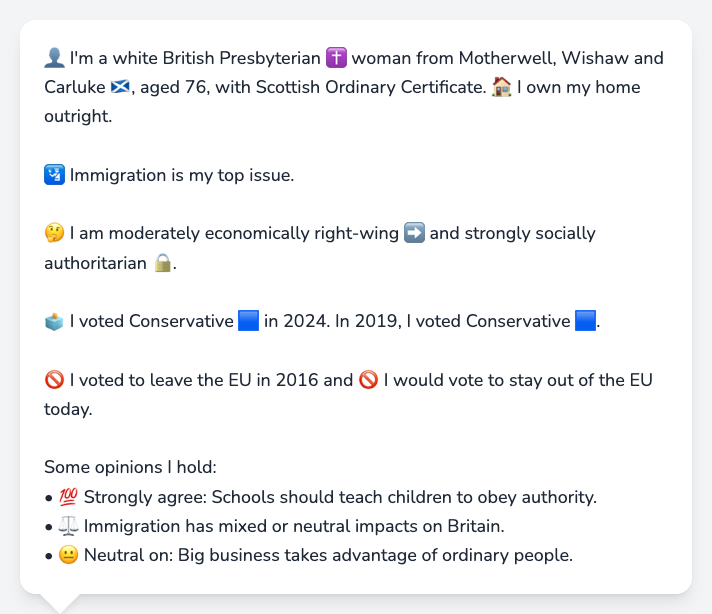 👤 I'm a white British Presbyterian ✝️ woman from Motherwell, Wishaw and
Carluke 🏴󠁧󠁢󠁳󠁣󠁴󠁿, aged 76, with Scottish Ordinary Certificate. 🏠 I own my home
outright.
🛂 Immigration is my top issue.
🤔 I am moderately economically right-wing ➡️ and strongly socially
authoritarian 🔒.
🗳️ I voted Conservative 🟦 in 2024. In 2019, I voted Conservative 🟦.
🚫 I voted to leave the EU in 2016 and 🚫 I would vote to stay out of the EU
today.
Some opinions I hold:
• 💯 Strongly agree: Schools should teach children to obey authority.
• ⚖️ Immigration has mixed or neutral impacts on Britain.
• 😐 Neutral on: Big business takes advantage of ordinary people.